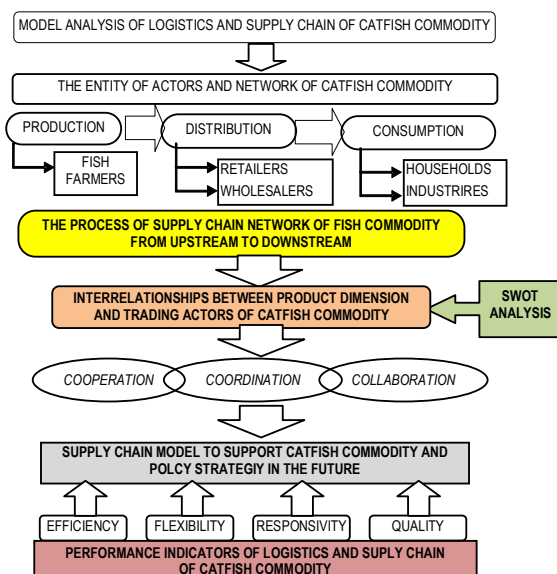 MODEL ANALYSIS OF LOGISTICS AND SUPPLY CHAIN OF CATFISH COMMODITY
THE ENTITY OF ACTORS AND NETWORK OF CATFISH COMMODITY
PRODUCTION
DISTRIBUTION
CONSUMPTION
FISH
FARMERS
RETAILERS
WHOLESALERS
HOUSEHOLDS
INDUSTRIRES
THE PROCESS OF SUPPLY CHAIN NETWORK OF FISH COMMODITY
FROM UPSTREAM TO DOWNSTREAM
INTERRELATIONSHIPS BETWEEN PRODUCT DIMENSION
AND TRADING ACTORS OF CATFISH COMMODITY
SWOT
ANALYSIS
COOPERATION
COORDINATION
COLLABORATION
SUPPLY CHAIN MODEL TO SUPPORT CATFISH COMMODITY AND
POLCY STRATEGIY IN THE FUTURE
EFFICIENCY
FLEXIBILITY
RESPONSIVITY
QUALITY
PERFORMANCE INDICATORS OF LOGISTICS AND SUPLY CHAIN
OF CATFISH COMMODITY